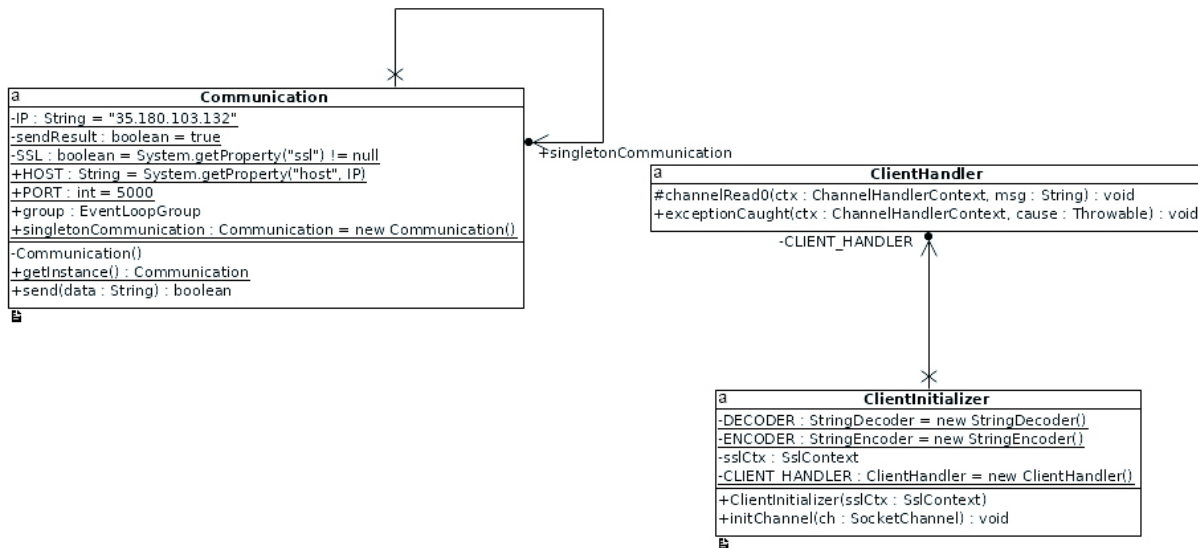 a
Communication
-IP : String = "35.180.103.132"
-sendResult : boolean = true
-SSL : boolean = System.getProperty("ssl") != null
+HOST : String = System.getProperty("host", IP)
+PORT : int = 5000
+group : EventLoopGroup
+singletonCommunication : Communication = new Communication()
-Communication()
+getInstance() : Communication
+send(data : String) : boolean
+singletonCommunication
a
ClientHandler
#channelRead0(ctx : ChannelHandlerContext, msg : String) : void
+exceptionCaught(ctx : ChannelHandlerContext, cause : Throwable) : void
-CLIENT_HANDLER
a
ClientInitializer
-DECODER : StringDecoder = new StringDecoder()
-ENCODER : StringEncoder = new StringEncoder()
-sslCtx : SslContext
-CLIENT_HANDLER : ClientHandler = new ClientHandler()
+ClientInitializer(sslCtx : SslContext)
+initChannel(ch : SocketChannel) : void